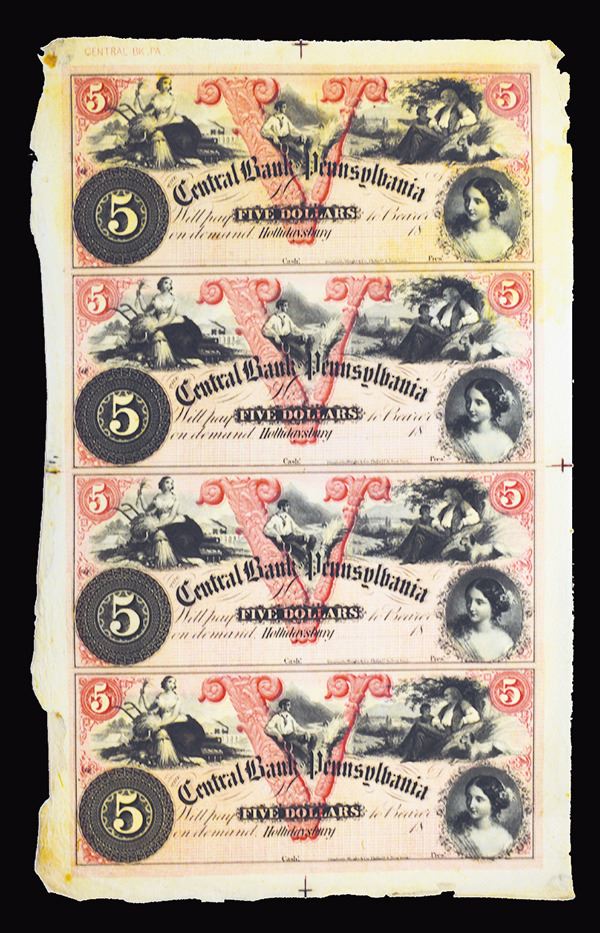 CENTRAL BK. PA.
5 5
Central Bank of Pennsylvania
5 Will pay FIVE DOLLARS to Bearer
on demand Hollidaysburg 18
Cash.r Pres.t
5 5
Central Bank of Pennsylvania
5 Will pay FIVE DOLLARS to Bearer
on demand Hollidaysburg 18
Cash.r Pres.t
5 5
Central Bank of Pennsylvania
5 Will pay FIVE DOLLARS to Bearer
on demand Hollidaysburg 18
Cash.r Pres.t
5 5
Central Bank of Pennsylvania
5 Will pay FIVE DOLLARS to Bearer
on demand Hollidaysburg 18
Cash.r Pres.t